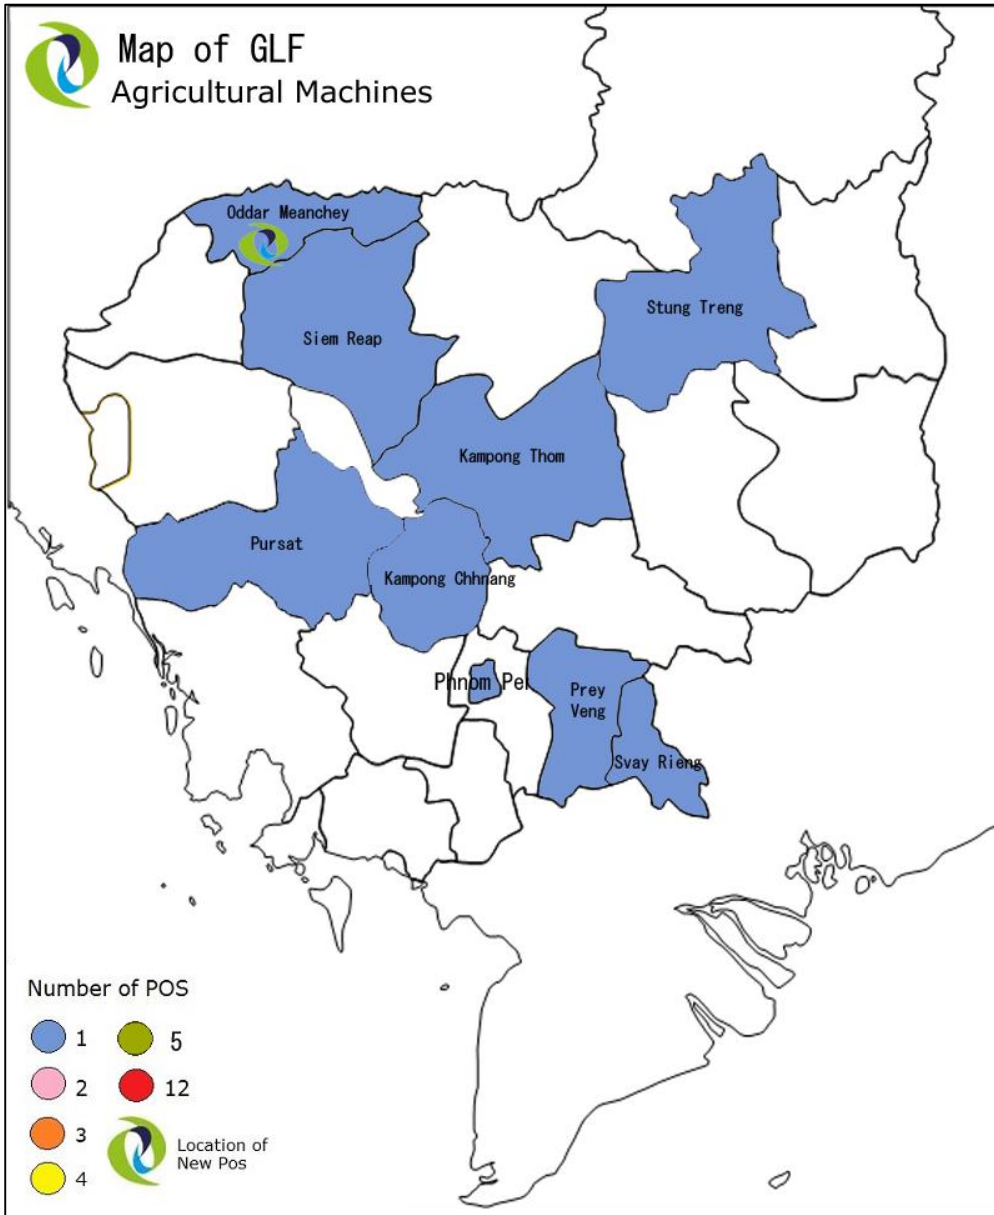 Map of GLF
Agricultural Machines
Oddar Meanchey
Stung Treng
Siem Reap
Kampong Thom
Pursat
Kampong Chhnang
Phnom Pe
Prey
Veng
Svay Rieng
Number of POS
1
5
2
12
3
4
Location of
New Pos